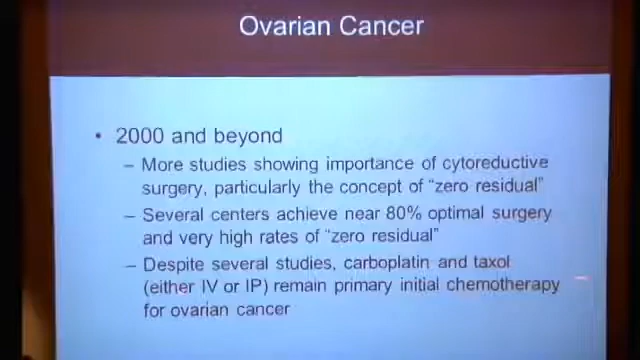 Ovarian Cancer
• 2000 and beyond
– More studies showing importance of cytoreductive
surgery, particularly the concept of "zero residual"
– Several centers achieve near 80% optimal surgery
and very high rates of "zero residual"
– Despite several studies, carboplatin and taxol
(either IV or IP) remain primary initial chemotherapy
for ovarian cancer